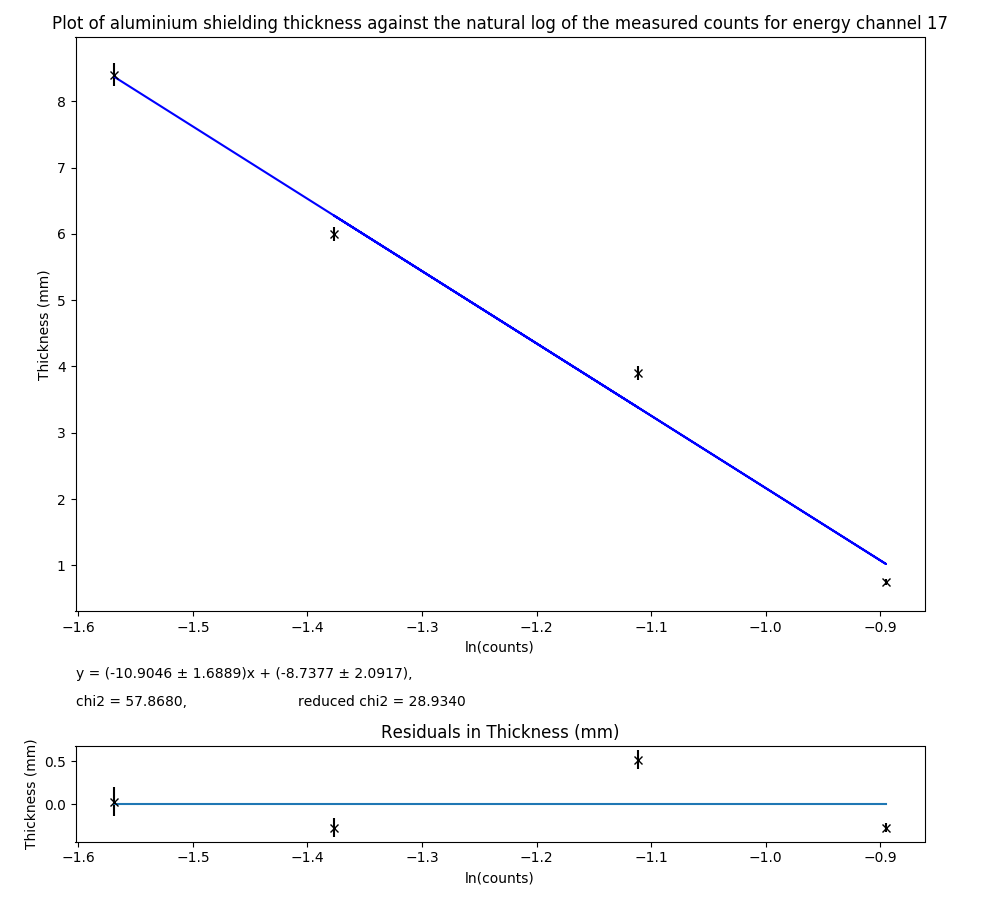 Plot of aluminium shielding thickness against the natural log of the measured counts for energy channel 17
Thickness (mm)
8
7
6
5
4
3
2
1
−1.6 −1.5 −1.4 −1.3 −1.2 −1.1 −1.0 −0.9
ln(counts)
y = (-10.9046 ± 1.6889)x + (-8.7377 ± 2.0917),
chi2 = 57.8680, reduced chi2 = 28.9340
Residuals in Thickness (mm)
Thickness (mm)
0.5
0.0
−1.6 −1.5 −1.4 −1.3 −1.2 −1.1 −1.0 −0.9
ln(counts)